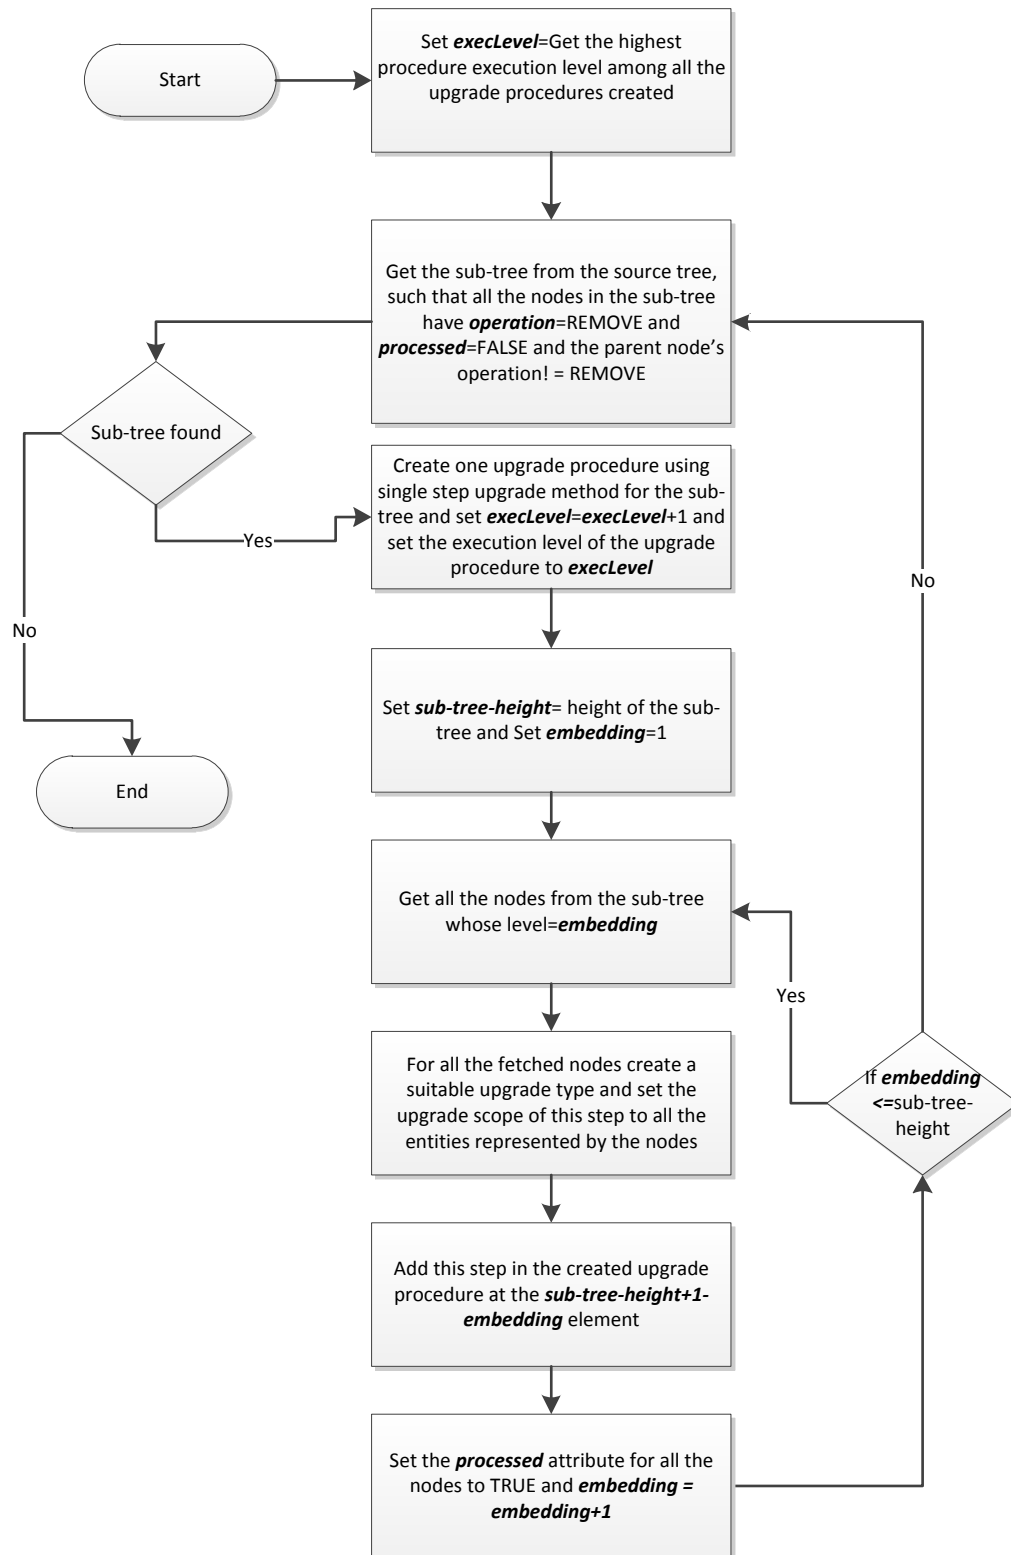 Start
Set execLevel=Get the highest
procedure execution level among all the
upgrade procedures created
Get the sub-tree from the source tree,
such that all the nodes in the sub-tree
have operation=REMOVE and
processed=FALSE and the parent node's
operation! = REMOVE
Sub-tree found
Create one upgrade procedure using
single step upgrade method for the sub-
tree and set execLevel=execLevel+1 and
set the execution level of the upgrade
procedure to execLevel
Yes
No
No
Set sub-tree-height= height of the sub-
tree and Set embedding=1
End
Get all the nodes from the sub-tree
whose level=embedding
Yes
For all the fetched nodes create a
suitable upgrade type and set the
upgrade scope of this step to all the
entities represented by the nodes
If embedding
<=sub-tree-
height
Add this step in the created upgrade
procedure at the sub-tree-height+1-
embedding element
Set the processed attribute for all the
nodes to TRUE and embedding =
embedding+1